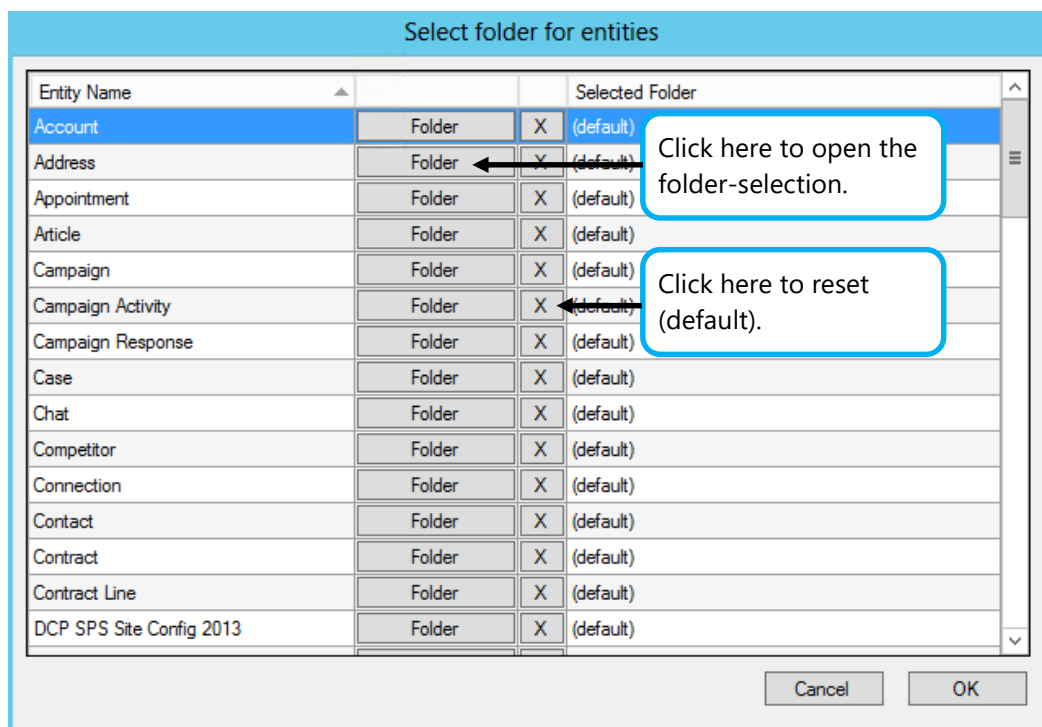 Select folder for entities
Entity Name Selected Folder
Account Folder X (default)
Address Folder X (default)
Appointment Folder X (default)
Article Folder X (default)
Campaign Folder X (default)
Campaign Activity Folder X (default)
Campaign Response Folder X (default)
Case Folder X (default)
Chat Folder X (default)
Competitor Folder X (default)
Connection Folder X (default)
Contact Folder X (default)
Contract Folder X (default)
Contract Line Folder X (default)
DCP SPS Site Config 2013 Folder X (default)
Click here to open the
folder-selection.
Click here to reset
(default).
Cancel OK